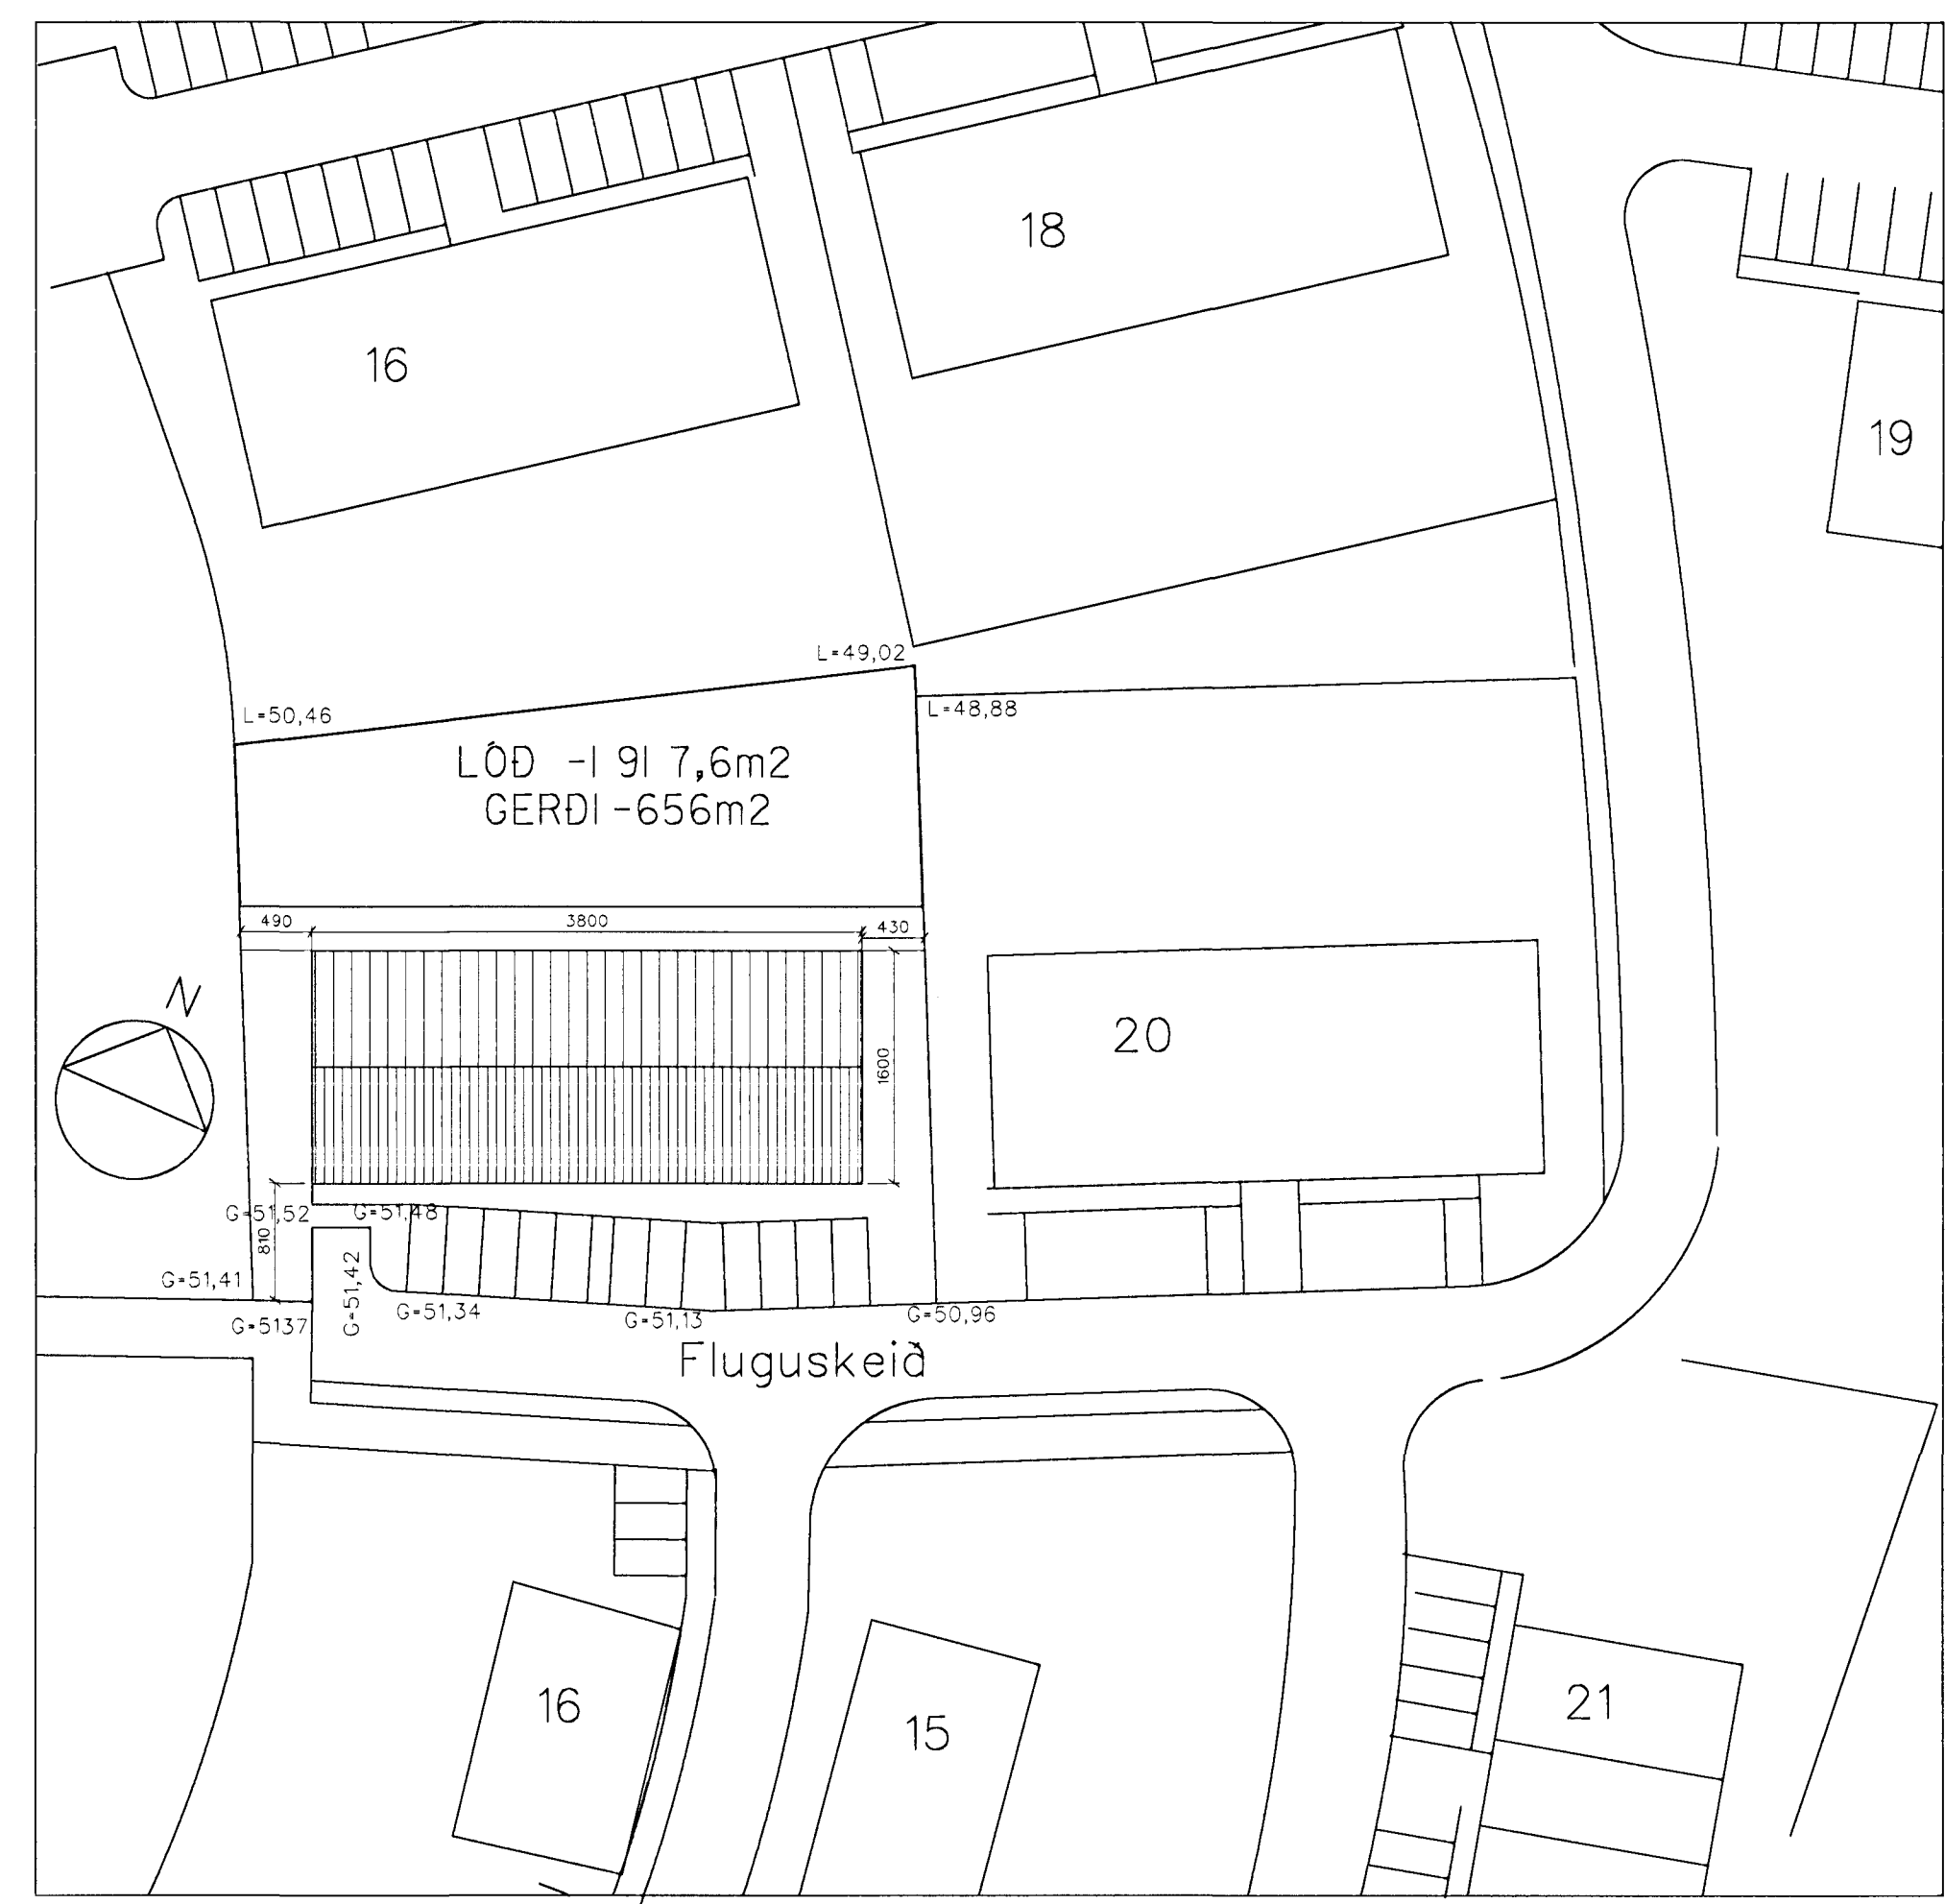 18
16
19
L=49,02
L=50,46
L=48,88
LÓÐ -1 91 7,6m2
GERÐI -656m2
490
3800
430
N
20
1600
G=51,52
G=51,48
810
G=51,42
G=51,41
G=51,34
G=51,13
G=50,96
G=5137
Fluguskeið
16
15
21